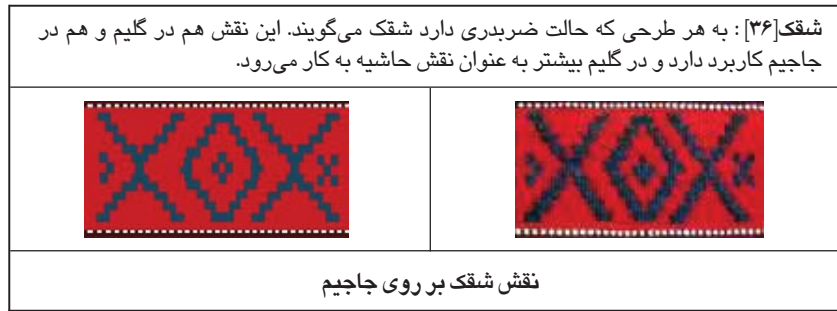 شقک[۳۶]: به هر طرحی که حالت ضربدری دارد شقک می‌گویند. این نقش هم در گلیم و هم در
جاجیم کاربرد دارد و در گلیم بیشتر به عنوان نقش حاشیه به کار می‌رود.
نقش شقک بر روی جاجیم